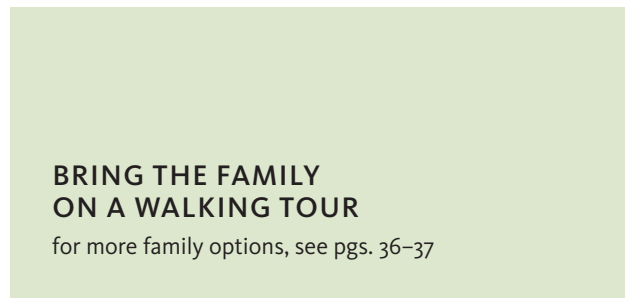 BRING THE FAMILY
ON A WALKING TOUR
for more family options, see pgs. 36–37